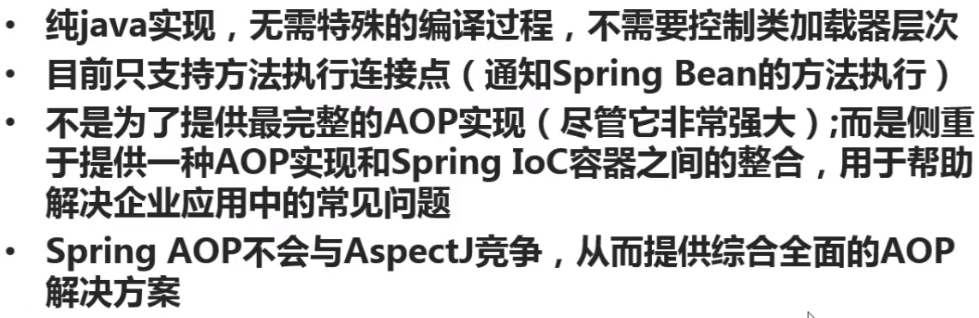 • 纯java实现，无需特殊的编译过程，不需要控制类加载器层次
• 目前只支持方法执行连接点（通知Spring Bean的方法执行）
• 不是为了提供最完整的AOP实现（尽管它非常强大）;而是侧重
于提供一种AOP实现和Spring IoC容器之间的整合，用于帮助
解决企业应用中的常见问题
• Spring AOP不会与AspectJ竞争，从而提供综合全面的AOP
解决方案